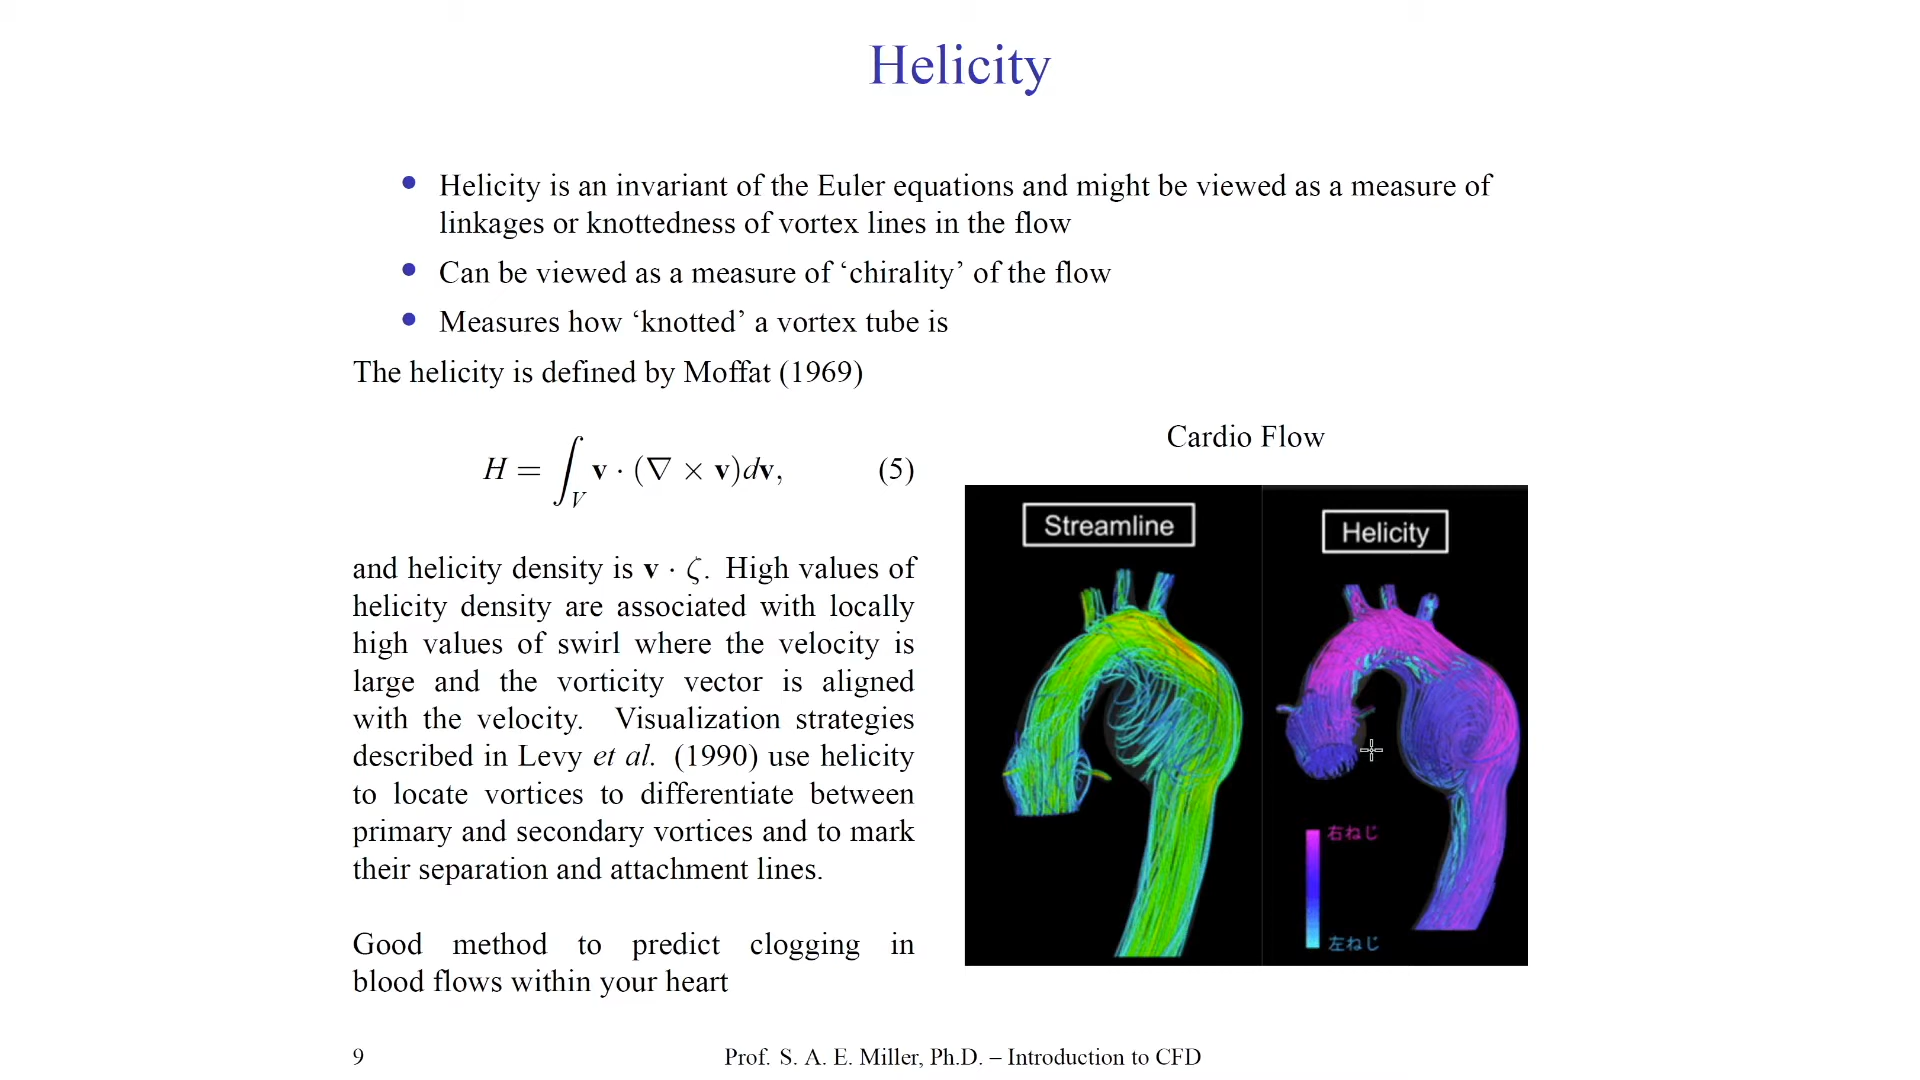 Helicity
• Helicity is an invariant of the Euler equations and might be viewed as a measure of
linkages or knottedness of vortex lines in the flow
• Can be viewed as a measure of ‘chirality’ of the flow
• Measures how ‘knotted’ a vortex tube is
The helicity is defined by Moffat (1969)
H = ∫_V v · (∇ × v)dv, (5)
and helicity density is v · ζ. High values of
helicity density are associated with locally
high values of swirl where the velocity is
large and the vorticity vector is aligned
with the velocity. Visualization strategies
described in Levy et al. (1990) use helicity
to locate vortices to differentiate between
primary and secondary vortices and to mark
their separation and attachment lines.
Good method to predict clogging in
blood flows within your heart
Cardio Flow
Streamline
Helicity
右ねじ
左ねじ
9
Prof. S. A. E. Miller, Ph.D. – Introduction to CFD